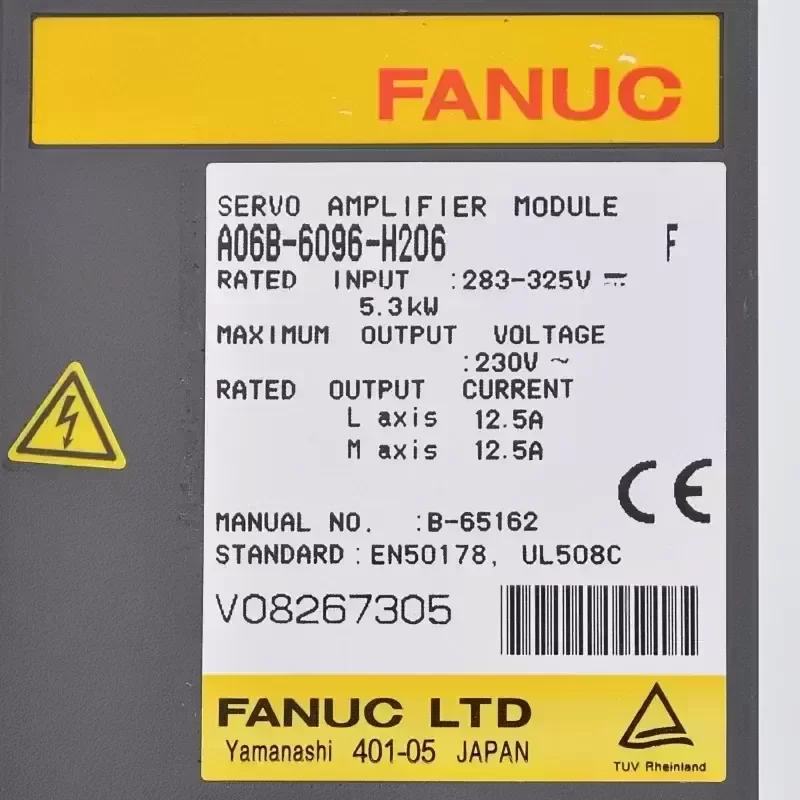 FANUC
SERVO AMPLIFIER MODULE
A06B-6096-H206 F
RATED INPUT :283-325V ⎓
5.3kW
MAXIMUM OUTPUT VOLTAGE
:230V ~
RATED OUTPUT CURRENT
L axis 12.5A
M axis 12.5A
CE
MANUAL NO. :B-65162
STANDARD:EN50178, UL508C
V08267305
FANUC LTD
Yamanashi 401-05 JAPAN
TUV Rheinland